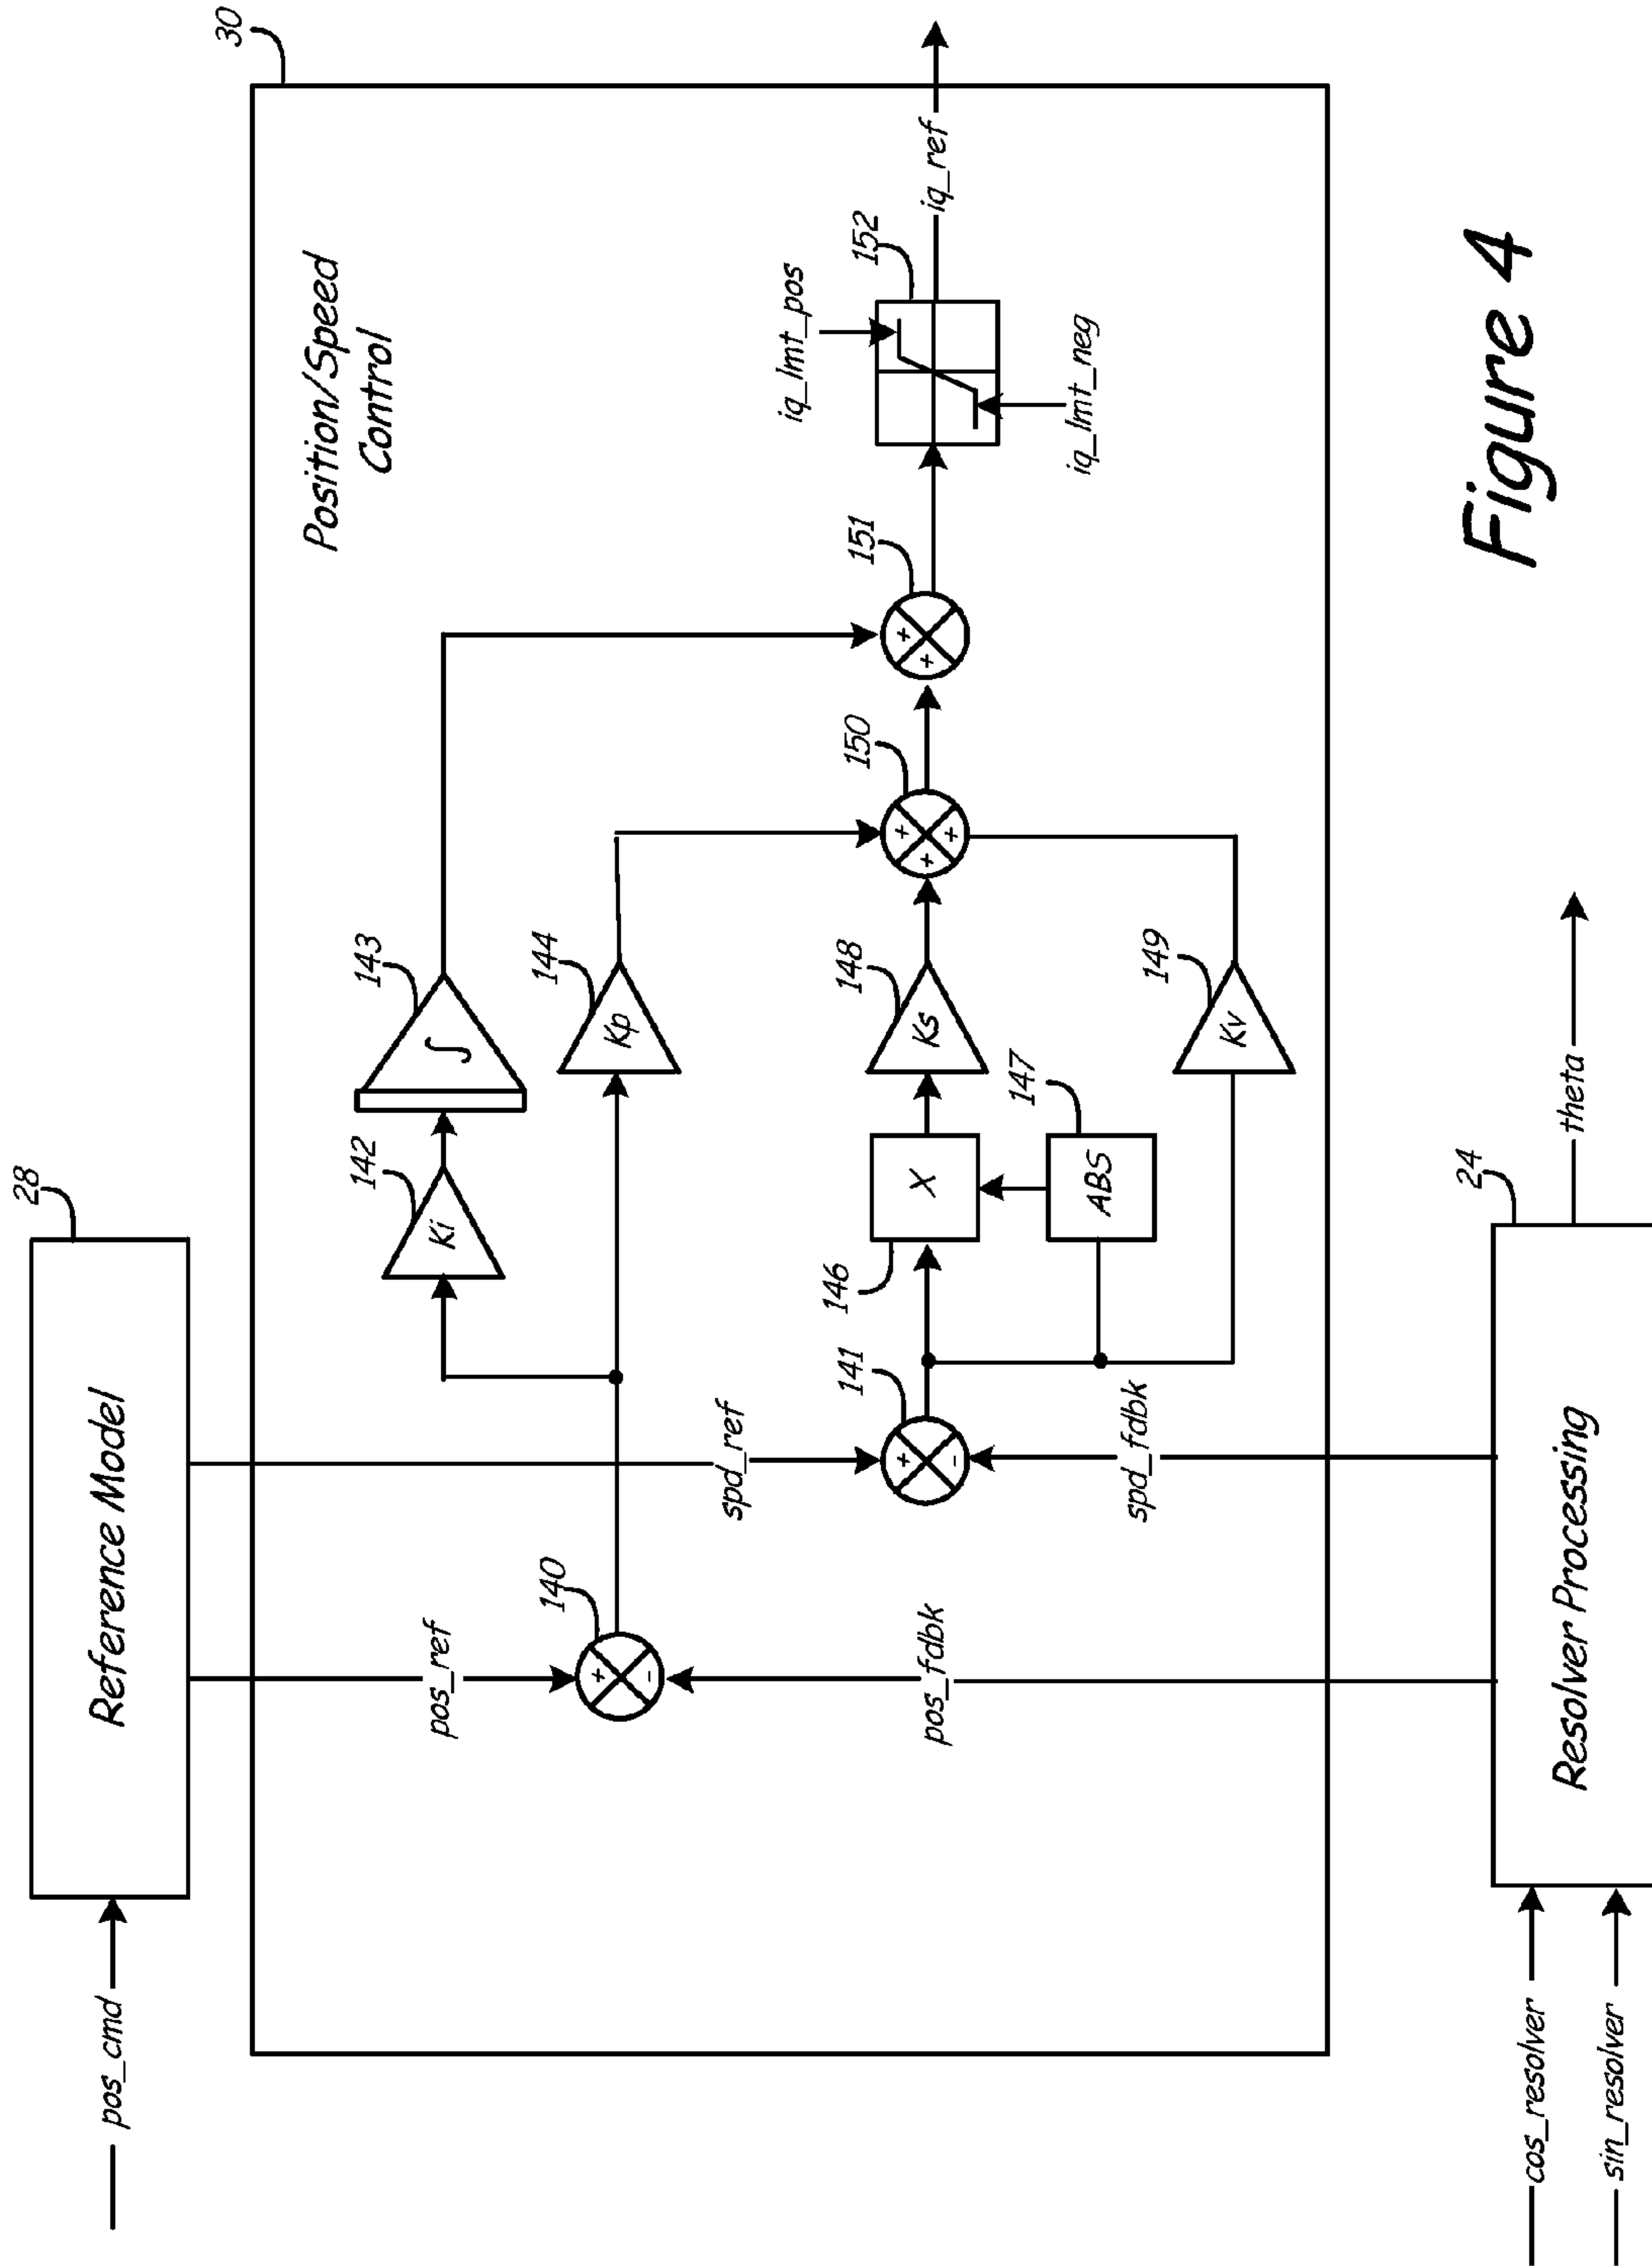 pos_cmd
Reference Model
28
30
Position/Speed
Control
pos_ref
140
Ki
142
∫
143
Kp
144
+
-
spd_ref
141
+
-
pos_fdbk
spd_fdbk
146
X
147
ABS
Ks
148
Kv
149
150
+
+
+
151
+
+
iq_lmt_pos
152
iq_lmt_neg
iq_ref
cos_resolver
sin_resolver
Resolver Processing
24
theta
Figure 4